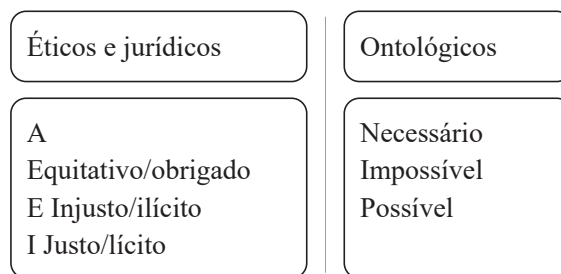 Éticos e jurídicos
A
Equitativo/obrigado
E Injusto/ilícito
I Justo/lícito
Ontológicos
Necessário
Impossível
Possível